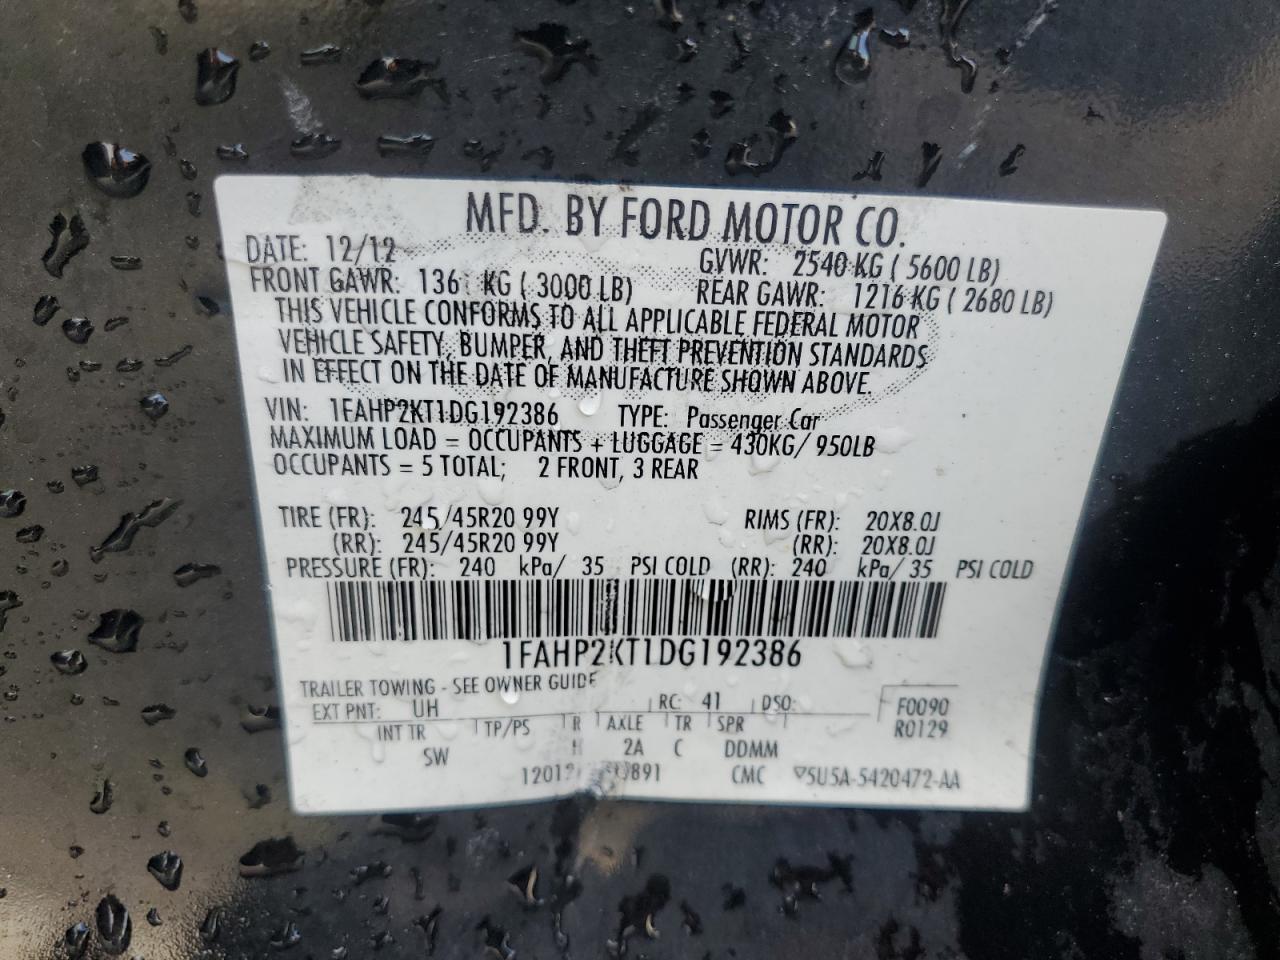 MFD. BY FORD MOTOR CO.
DATE: 12/12 GVWR: 2540 KG ( 5600 LB)
FRONT GAWR: 136 KG ( 3000 LB) REAR GAWR: 1216 KG ( 2680 LB)
THIS VEHICLE CONFORMS TO ALL APPLICABLE FEDERAL MOTOR
VEHICLE SAFETY, BUMPER, AND THEFT PREVENTION STANDARDS
IN EFFECT ON THE DATE OF MANUFACTURE SHOWN ABOVE.
VIN: 1FAHP2KT1DG192386 TYPE: Passenger Car
MAXIMUM LOAD = OCCUPANTS + LUGGAGE = 430KG/ 950LB
OCCUPANTS = 5 TOTAL; 2 FRONT, 3 REAR
TIRE (FR): 245/45R20 99Y RIMS (FR): 20X8.0J
(RR): 245/45R20 99Y (RR): 20X8.0J
PRESSURE (FR): 240 kPa/ 35 PSI COLD (RR): 240 kPa/ 35 PSI COLD
1FAHP2KT1DG192386
TRAILER TOWING - SEE OWNER GUIDE
EXT PNT: UH RC: 41 DSO: F0090
INT TR TP/PS R AXLE TR SPR R0129
SW H 2A C DDMM
CMC ▽5U5A-5420472-AA